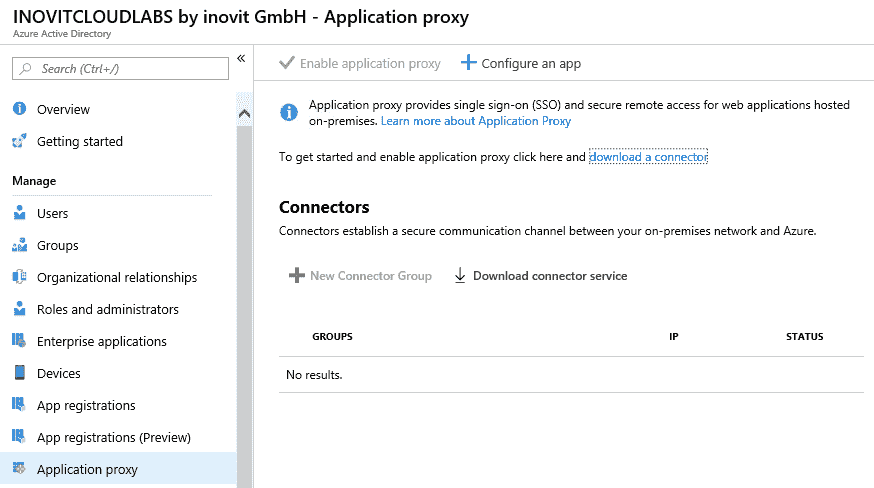 INOVITCLOUDLABS by inovit GmbH - Application proxy
Azure Active Directory
Search (Ctrl+/)
«
Overview
Getting started
Manage
Users
Groups
Organizational relationships
Roles and administrators
Enterprise applications
Devices
App registrations
App registrations (Preview)
Application proxy
Enable application proxy
Configure an app
Application proxy provides single sign-on (SSO) and secure remote access for web applications hosted
on-premises. Learn more about Application Proxy
To get started and enable application proxy click here and download a connector
Connectors
Connectors establish a secure communication channel between your on-premises network and Azure.
New Connector Group
Download connector service
GROUPS IP STATUS
No results.